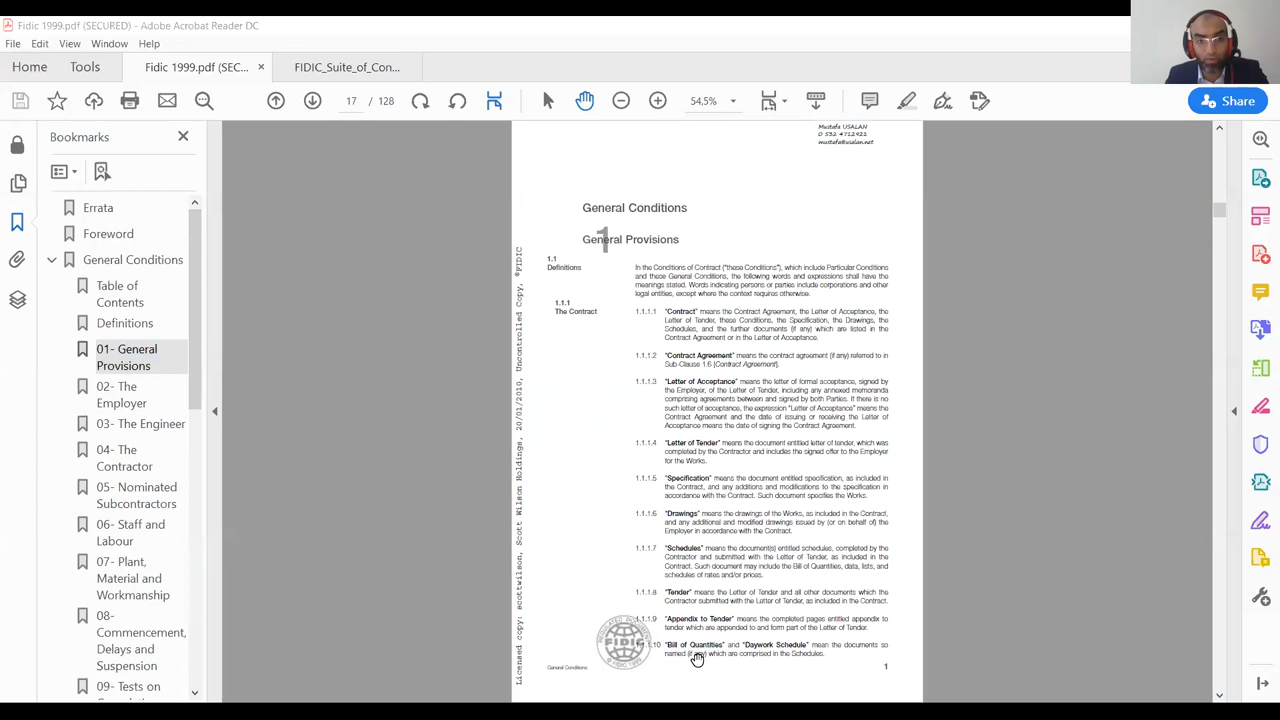 Fidic 1999.pdf (SECURED) - Adobe Acrobat Reader DC
File Edit View Window Help
Home Tools Fidic 1999.pdf (SEC... × FIDIC_Suite_of_Con...
17 / 128 54,5% Share
Bookmarks
Errata
Foreword
General Conditions
Table of
Contents
Definitions
01- General
Provisions
02- The
Employer
03- The Engineer
04- The
Contractor
05- Nominated
Subcontractors
06- Staff and
Labour
07- Plant,
Material and
Workmanship
08-
Commencement,
Delays and
Suspension
09- Tests on
Mustafa USALAN
0 532 4712921
mustafa@usalan.net
General Conditions
1
General Provisions
1.1
Definitions
In the Conditions of Contract ("these Conditions"), which include Particular Conditions
and these General Conditions, the following words and expressions shall have the
meanings stated. Words indicating persons or parties include corporations and other
legal entities, except where the context requires otherwise.
1.1.1
The Contract
1.1.1.1 "Contract" means the Contract Agreement, the Letter of Acceptance, the
Letter of Tender, these Conditions, the Specification, the Drawings, the
Schedules, and the further documents (if any) which are listed in the
Contract Agreement or in the Letter of Acceptance.
1.1.1.2 "Contract Agreement" means the contract agreement (if any) referred to in
Sub-Clause 1.6 [Contract Agreement].
1.1.1.3 "Letter of Acceptance" means the letter of formal acceptance, signed by
the Employer, of the Letter of Tender, including any annexed memoranda
comprising agreements between and signed by both Parties. If there is no
such letter of acceptance, the expression "Letter of Acceptance" means the
Contract Agreement and the date of issuing or receiving the Letter of
Acceptance means the date of signing the Contract Agreement.
1.1.1.4 "Letter of Tender" means the document entitled letter of tender, which was
completed by the Contractor and includes the signed offer to the Employer
for the Works.
1.1.1.5 "Specification" means the document entitled specification, as included in
the Contract, and any additions and modifications to the specification in
accordance with the Contract. Such document specifies the Works.
1.1.1.6 "Drawings" means the drawings of the Works, as included in the Contract,
and any additional and modified drawings issued by (or on behalf of) the
Employer in accordance with the Contract.
1.1.1.7 "Schedules" means the document(s) entitled schedules, completed by the
Contractor and submitted with the Letter of Tender, as included in the
Contract. Such document may include the Bill of Quantities, data, lists, and
schedules of rates and/or prices.
1.1.1.8 "Tender" means the Letter of Tender and all other documents which the
Contractor submitted with the Letter of Tender, as included in the Contract.
1.1.1.9 "Appendix to Tender" means the completed pages entitled appendix to
tender which are appended to and form part of the Letter of Tender.
1.1.1.10 "Bill of Quantities" and "Daywork Schedule" mean the documents so
named (if any) which are comprised in the Schedules.
General Conditions
1
FIDIC
Licensed copy: scottwilson, Scott Wilson Holdings, 20/01/2010, Uncontrolled Copy, ®FIDIC